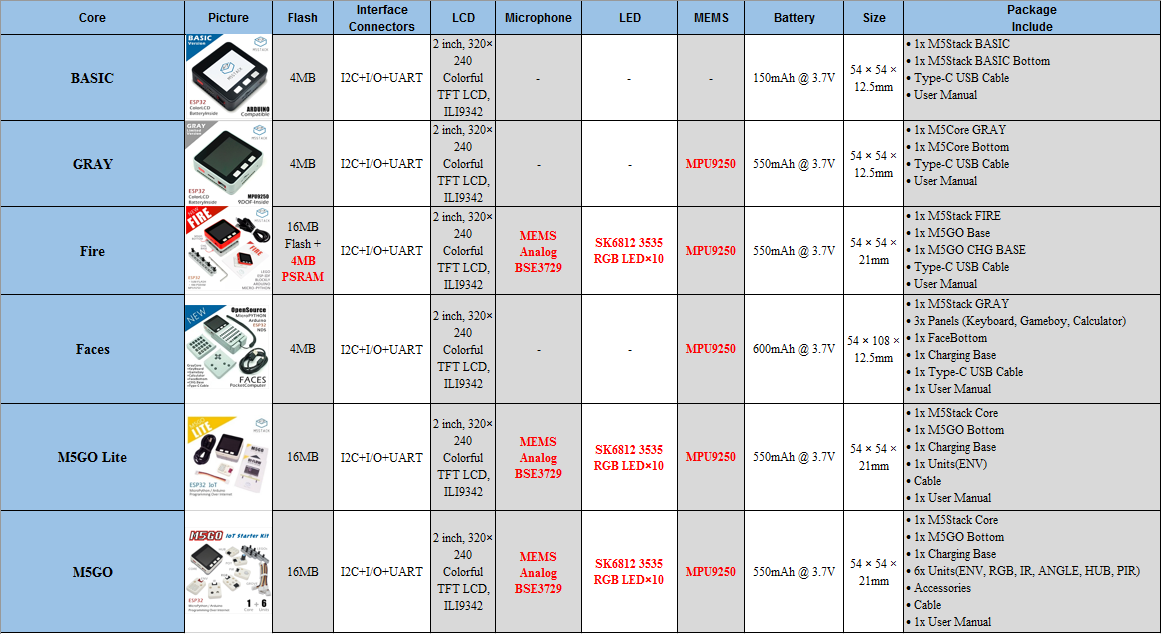 Core
Picture
Flash
Interface
Connectors
LCD
Microphone
LED
MEMS
Battery
Size
Package
Include
BASIC
BASIC
Version
M5STACK
ESP32
ColorLCD
BatteryInside
ARDUINO
Compatible
4MB
I2C+I/O+UART
2 inch, 320×
240
Colorful
TFT LCD,
ILI9342
-
-
-
150mAh @ 3.7V
54 × 54 ×
12.5mm
• 1x M5Stack BASIC
• 1x M5Stack BASIC Bottom
• Type-C USB Cable
• User Manual
GRAY
GRAY
M5STACK
ESP32
ColorLCD
BatteryInside
MPU9250
9DOF-Inside
4MB
I2C+I/O+UART
2 inch, 320×
240
Colorful
TFT LCD,
ILI9342
-
-
MPU9250
550mAh @ 3.7V
54 × 54 ×
12.5mm
• 1x M5Core GRAY
• 1x M5Core Bottom
• Type-C USB Cable
• User Manual
Fire
NEW
FIRE
M5STACK
FIRE
ESP32
16MB
Flash +
4MB
PSRAM
I2C+I/O+UART
2 inch, 320×
240
Colorful
TFT LCD,
ILI9342
MEMS
Analog
BSE3729
SK6812 3535
RGB LED×10
MPU9250
550mAh @ 3.7V
54 × 54 ×
21mm
• 1x M5Stack FIRE
• 1x M5GO Base
• 1x M5GO CHG BASE
• Type-C USB Cable
• User Manual
Faces
NEW
OpenSource
MicroPYTHON
Arduino
ESP32
NES
FACES
PocketComputer
4MB
I2C+I/O+UART
2 inch, 320×
240
Colorful
TFT LCD,
ILI9342
-
-
MPU9250
600mAh @ 3.7V
54 × 108 ×
12.5mm
• 1x M5Stack GRAY
• 3x Panels (Keyboard, Gameboy, Calculator)
• 1x FaceBottom
• 1x Charging Base
• 1x Type-C USB Cable
• 1x User Manual
M5GO Lite
LITE
M5STACK
ESP32 IoT
MicroPython / Arduino
16MB
I2C+I/O+UART
2 inch, 320×
240
Colorful
TFT LCD,
ILI9342
MEMS
Analog
BSE3729
SK6812 3535
RGB LED×10
MPU9250
550mAh @ 3.7V
54 × 54 ×
21mm
• 1x M5Stack Core
• 1x M5GO Bottom
• 1x Charging Base
• 1x Units(ENV)
• Cable
• 1x User Manual
M5GO
M5GO IoT Starter Kit
ESP32
1 + 6
16MB
I2C+I/O+UART
2 inch, 320×
240
Colorful
TFT LCD,
ILI9342
MEMS
Analog
BSE3729
SK6812 3535
RGB LED×10
MPU9250
550mAh @ 3.7V
54 × 54 ×
21mm
• 1x M5Stack Core
• 1x M5GO Bottom
• 1x Charging Base
• 6x Units(ENV, RGB, IR, ANGLE, HUB, PIR)
• Accessories
• Cable
• 1x User Manual